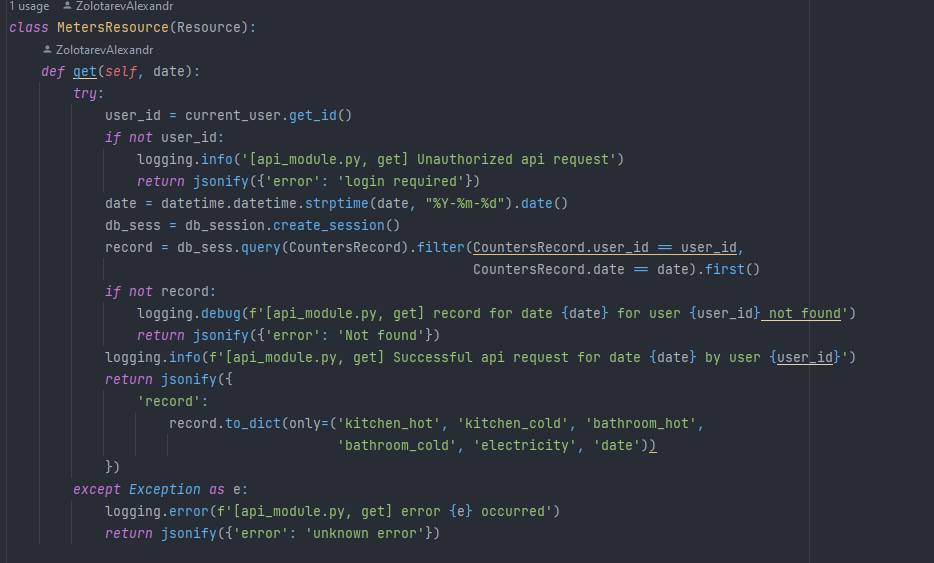 1 usage ZolotarevAlexandr
class MetersResource(Resource):
ZolotarevAlexandr
def get(self, date):
try:
user_id = current_user.get_id()
if not user_id:
logging.info('[api_module.py, get] Unauthorized api request')
return jsonify({'error': 'login required'})
date = datetime.datetime.strptime(date, "%Y-%m-%d").date()
db_sess = db_session.create_session()
record = db_sess.query(CountersRecord).filter(CountersRecord.user_id == user_id,
CountersRecord.date == date).first()
if not record:
logging.debug(f'[api_module.py, get] record for date {date} for user {user_id} not found')
return jsonify({'error': 'Not found'})
logging.info(f'[api_module.py, get] Successful api request for date {date} by user {user_id}')
return jsonify({
'record':
record.to_dict(only=('kitchen_hot', 'kitchen_cold', 'bathroom_hot',
'bathroom_cold', 'electricity', 'date'))
})
except Exception as e:
logging.error(f'[api_module.py, get] error {e} occurred')
return jsonify({'error': 'unknown error'})